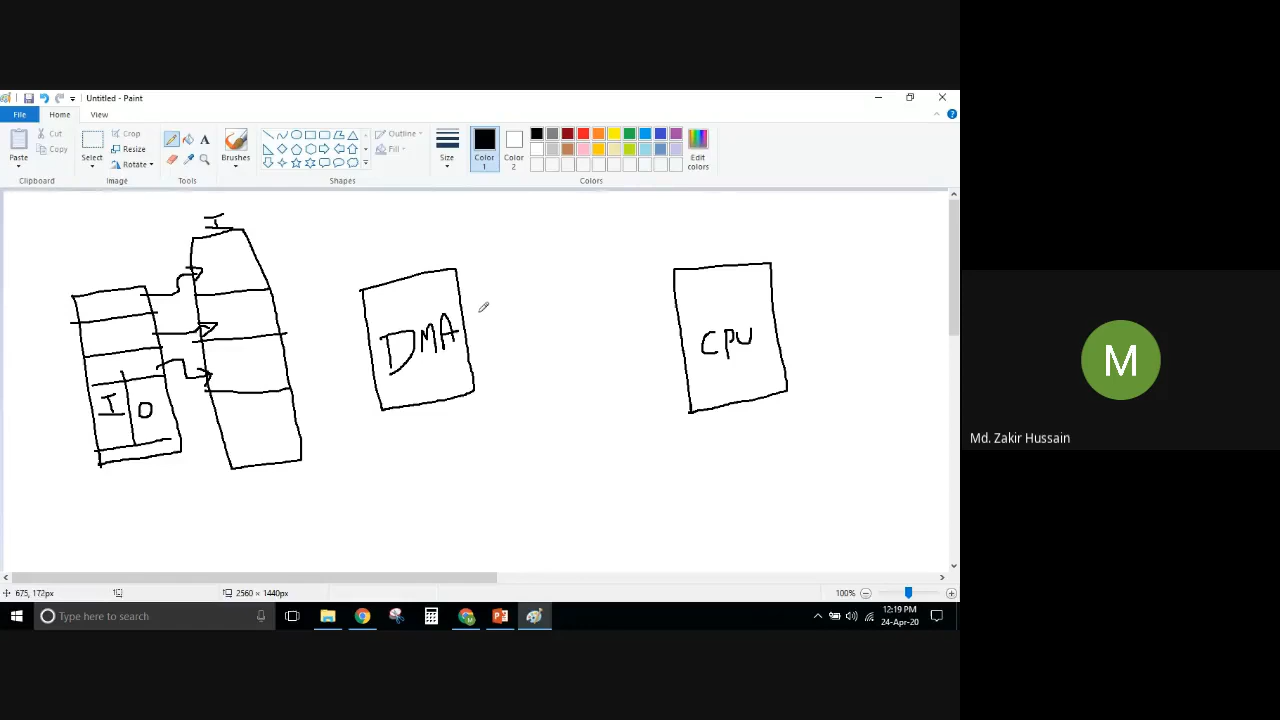 Untitled - Paint
File Home View
Cut
Copy
Paste
Clipboard
Select
Crop
Resize
Rotate
Image
Tools
Brushes
Shapes
Outline
Fill
Size
Color 1
Color 2
Edit colors
Colors
I
DMA
CPU
I O
M
Md. Zakir Hussain
675, 172px
2560 × 1440px
100%
Type here to search
12:19 PM
24-Apr-20